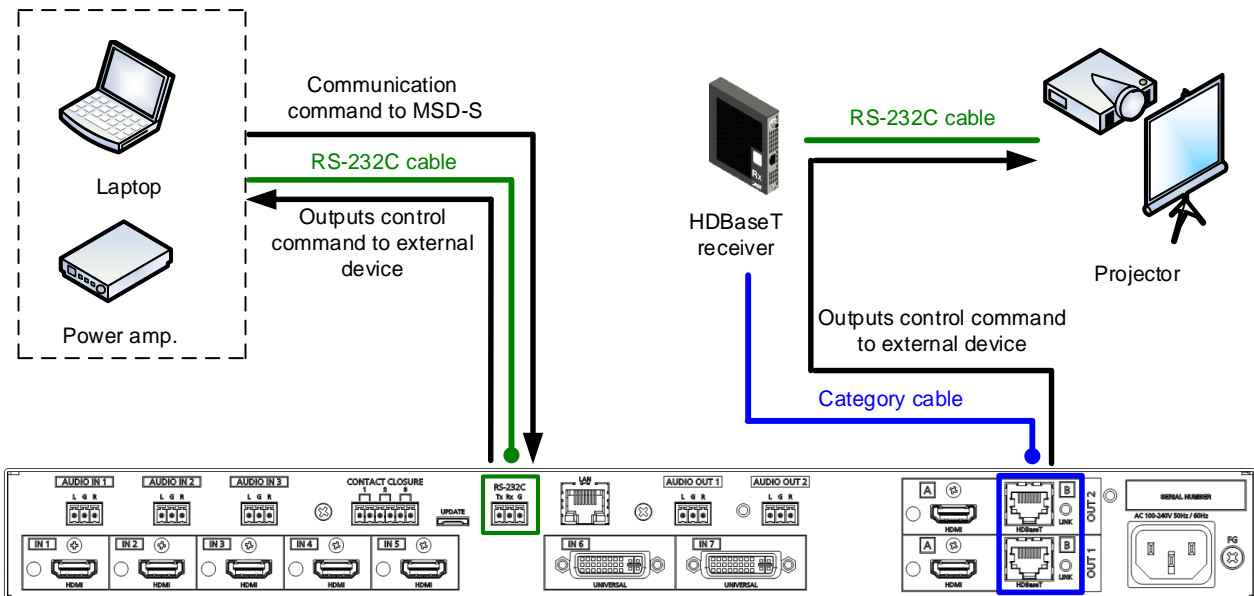 Communication
command to MSD-S
RS-232C cable
Laptop
Outputs control
command to external
device
Power amp.
Rx
HDBaseT
receiver
RS-232C cable
Projector
Outputs control command
to external device
Category cable
AUDIO IN 1
L G R
AUDIO IN 2
L G R
AUDIO IN 3
L G R
CONTACT CLOSURE
1 2 3
UPDATE
RS-232C
Tx Rx G
LAN
AUDIO OUT 1
L G R
AUDIO OUT 2
L G R
A
HDMI
HDBaseT
B
LINK
OUT 2
SERIAL NUMBER
AC 100-240V 50Hz / 60Hz
FG
IN 1
HDMI
IN 2
HDMI
IN 3
HDMI
IN 4
HDMI
IN 5
HDMI
IN 6
UNIVERSAL
IN 7
UNIVERSAL
A
HDMI
HDBaseT
B
LINK
OUT 1